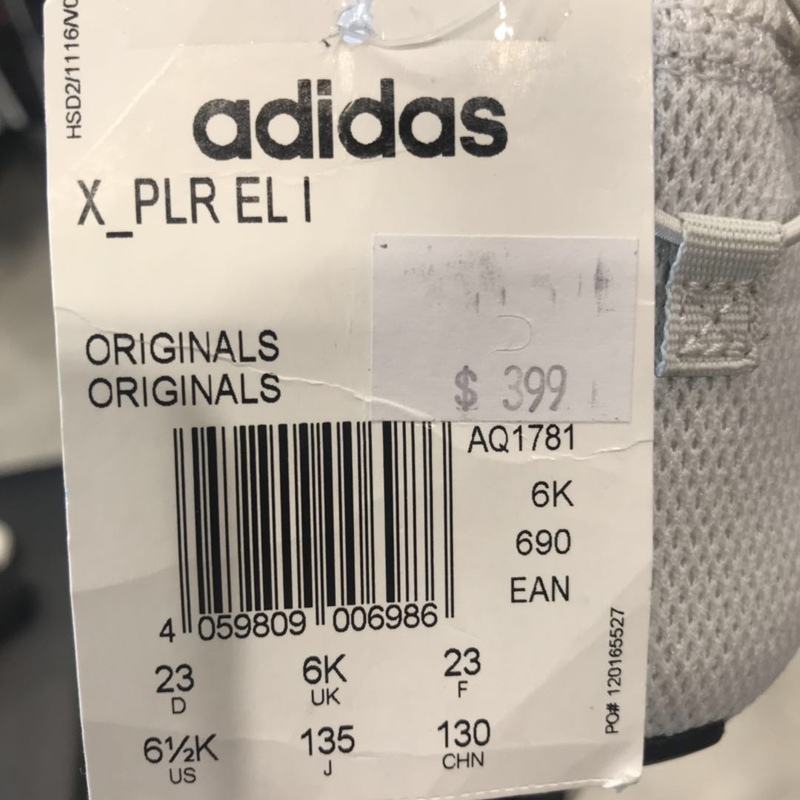 HSD2/1116/V0
adidas
X_PLR EL I
$ 399
ORIGINALS
ORIGINALS
AQ1781
6K
690
EAN
4 059809 006986
23 6K 23
D UK F
6½K 135 130
US J CHN
PO# 120165527